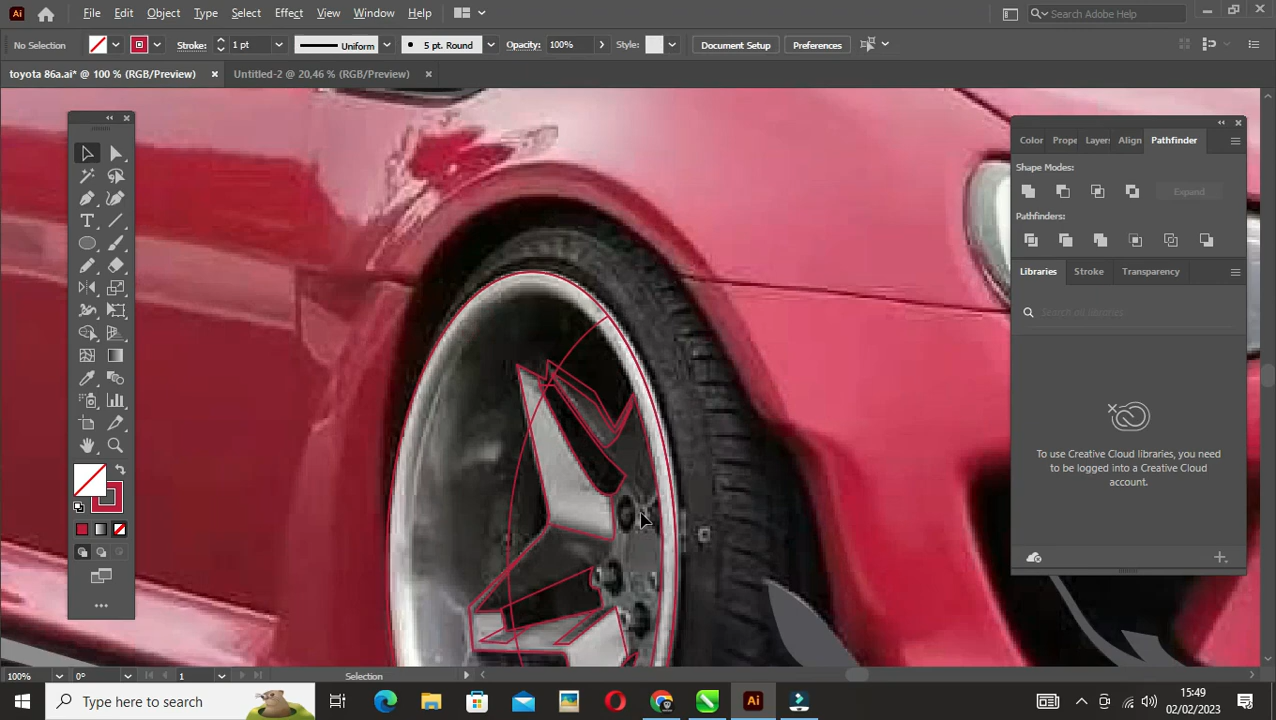 Ai File Edit Object Type Select Effect View Window Help Search Adobe Help
No Selection Stroke: 1 pt Uniform 5 pt. Round Opacity: 100% Style: Document Setup Preferences
toyota 86a.ai* @ 100 % (RGB/Preview) Untitled-2 @ 20,46 % (RGB/Preview)
Color Prope Layers Align Pathfinder
Shape Modes:
Expand
Pathfinders:
Libraries Stroke Transparency
Search all libraries
To use Creative Cloud libraries, you need
to be logged into a Creative Cloud
account.
100% 0° 1 Selection
Type here to search
Ai
15:49
02/02/2023